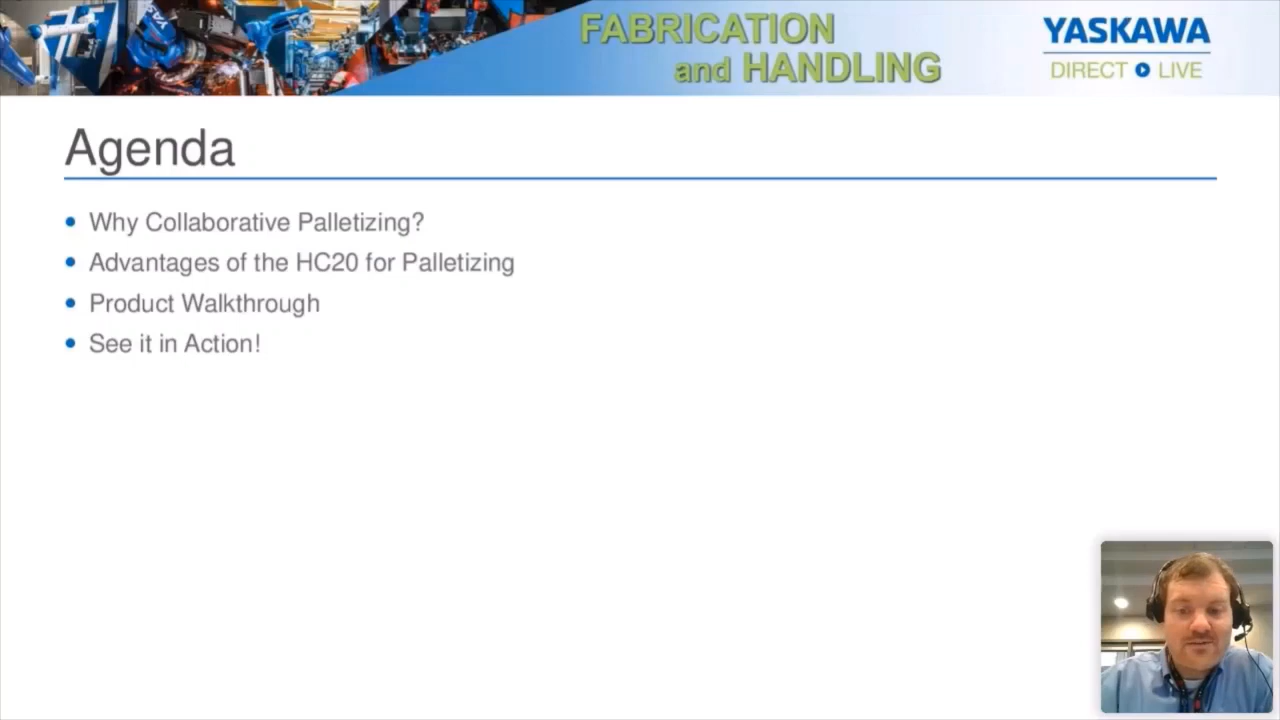 FABRICATION
and HANDLING
YASKAWA
DIRECT LIVE
Agenda
Why Collaborative Palletizing?
Advantages of the HC20 for Palletizing
Product Walkthrough
See it in Action!